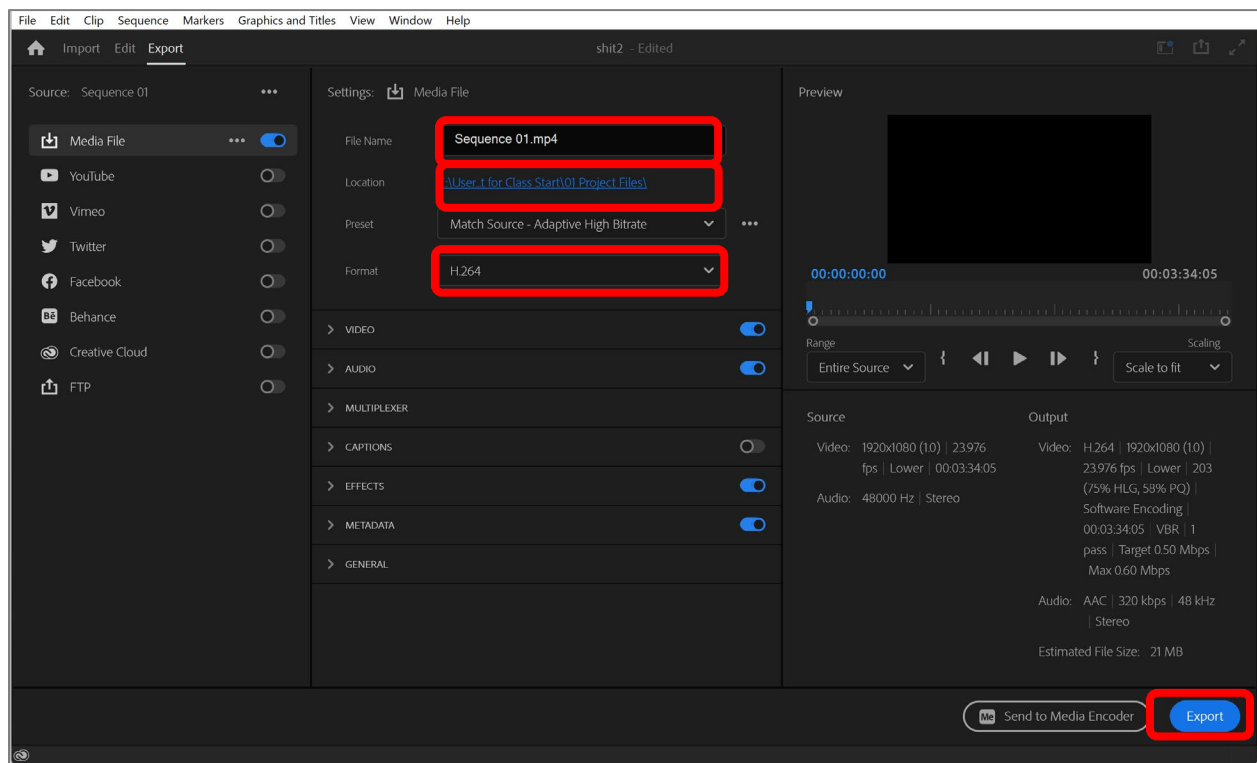 File Edit Clip Sequence Markers Graphics and Titles View Window Help
Import Edit Export
shit2 - Edited
Source: Sequence 01
Media File
YouTube
Vimeo
Twitter
Facebook
Behance
Creative Cloud
FTP
Settings: Media File
File Name Sequence 01.mp4
Location :\User..t for Class Start\01 Project Files\
Preset Match Source - Adaptive High Bitrate
Format H.264
VIDEO
AUDIO
MULTIPLEXER
CAPTIONS
EFFECTS
METADATA
GENERAL
Preview
00:00:00:00 00:03:34:05
Range Scaling
Entire Source Scale to fit
Source
Video: 1920x1080 (1.0) | 23.976
fps | Lower | 00:03:34:05
Audio: 48000 Hz | Stereo
Output
Video: H.264 | 1920x1080 (1.0) |
23.976 fps | Lower | 203
(75% HLG, 58% PQ) |
Software Encoding |
00:03:34:05 | VBR | 1
pass | Target 0.50 Mbps |
Max 0.60 Mbps
Audio: AAC | 320 kbps | 48 kHz
| Stereo
Estimated File Size: 21 MB
Me Send to Media Encoder Export